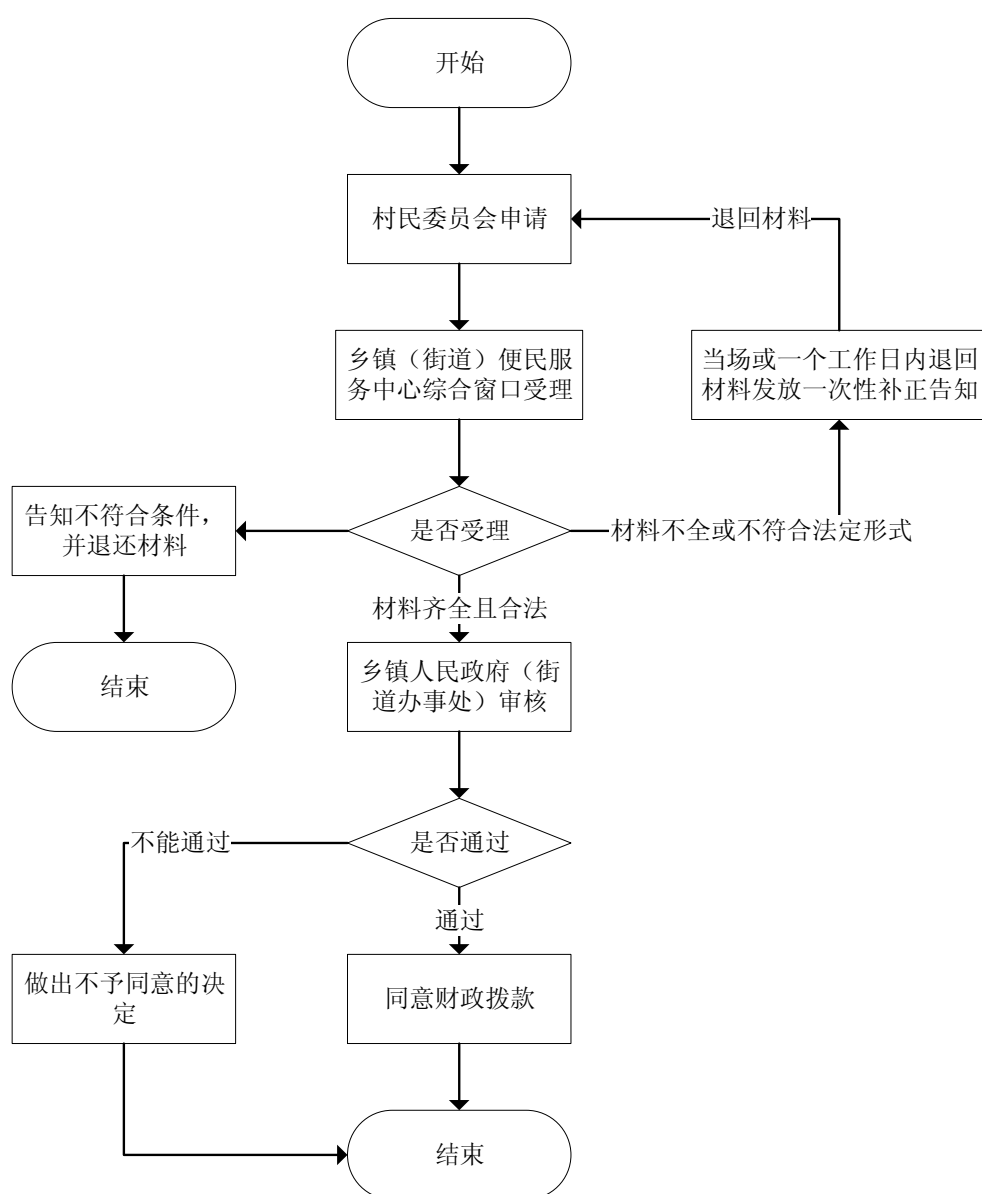 开始
村民委员会申请
退回材料
乡镇（街道）便民服
务中心综合窗口受理
当场或一个工作日内退回
材料发放一次性补正告知
告知不符合条件，
并退还材料
是否受理
材料不全或不符合法定形式
材料齐全且合法
结束
乡镇人民政府（街
道办事处）审核
不能通过
是否通过
通过
做出不予同意的决
定
同意财政拨款
结束